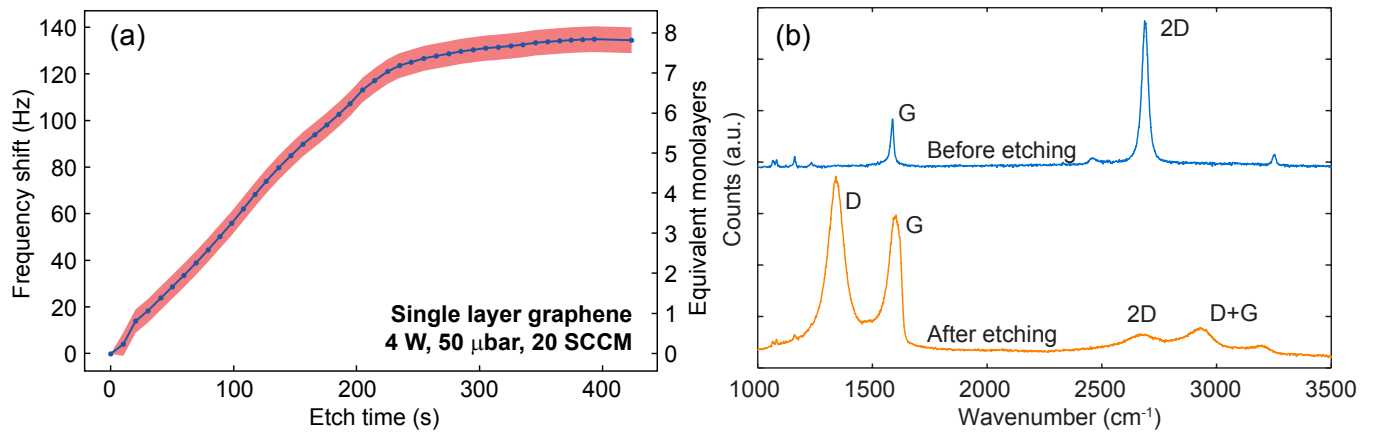 (a)
Frequency shift (Hz)
140
120
100
80
60
40
20
0
0
100
200
300
400
Etch time (s)
8
7
6
5
4
3
2
1
0
Equivalent monolayers
Single layer graphene
4 W, 50 μbar, 20 SCCM
(b)
Counts (a.u.)
2D
G
Before etching
D
G
After etching
2D
D+G
1000
1500
2000
2500
3000
3500
Wavenumber (cm⁻¹)